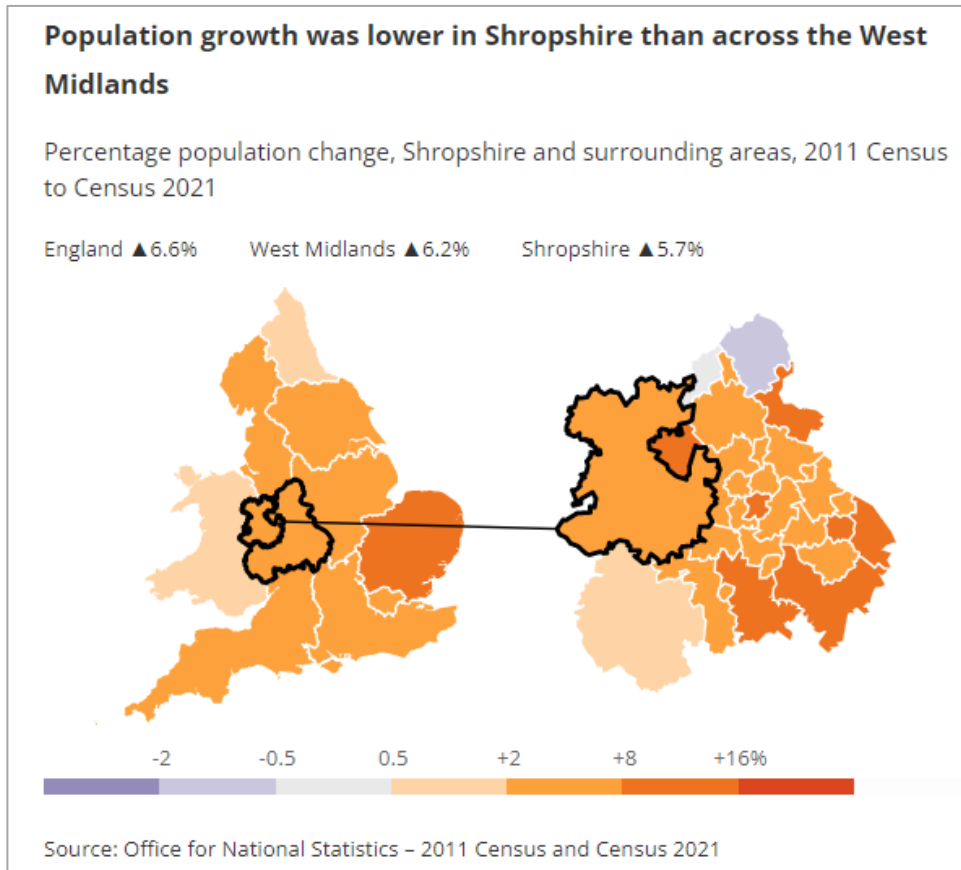 Population growth was lower in Shropshire than across the West
Midlands
Percentage population change, Shropshire and surrounding areas, 2011 Census
to Census 2021
England ▲6.6% West Midlands ▲6.2% Shropshire ▲5.7%
-2 -0.5 0.5 +2 +8 +16%
Source: Office for National Statistics – 2011 Census and Census 2021